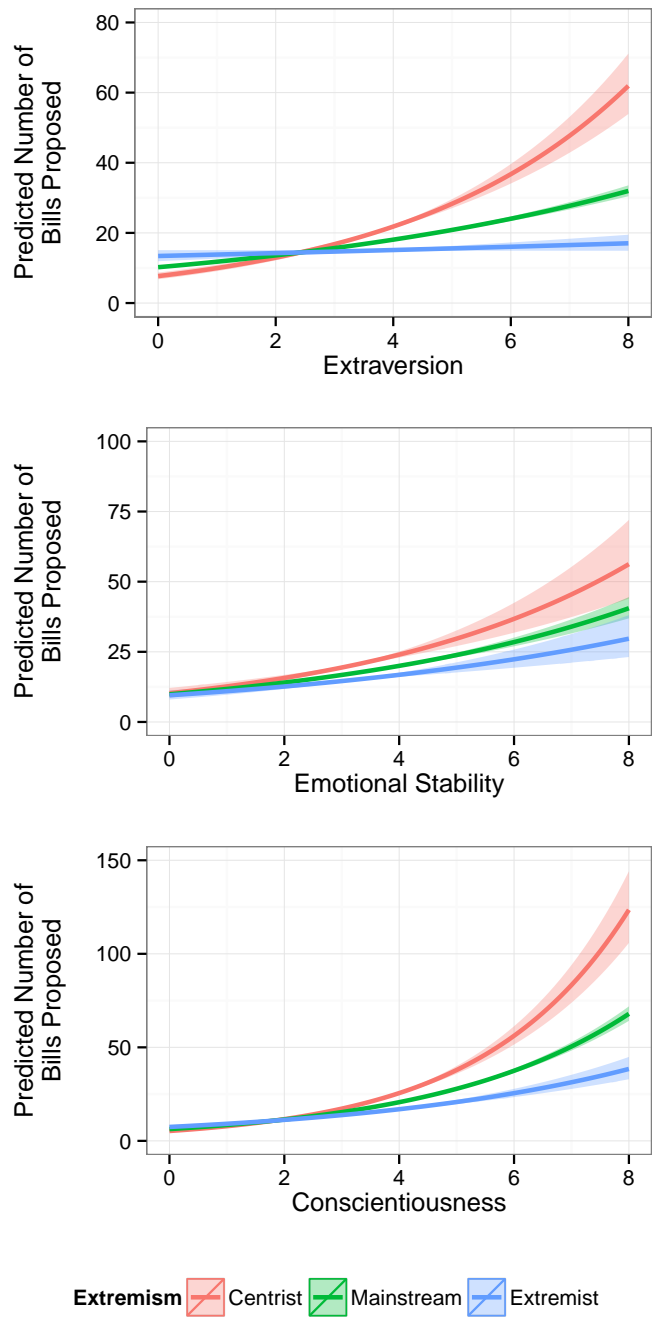 Predicted Number of
Bills Proposed
80
60
40
20
0
0 2 4 6 8
Extraversion
Predicted Number of
Bills Proposed
100
75
50
25
0
0 2 4 6 8
Emotional Stability
Predicted Number of
Bills Proposed
150
100
50
0
0 2 4 6 8
Conscientiousness
Extremism Centrist Mainstream Extremist